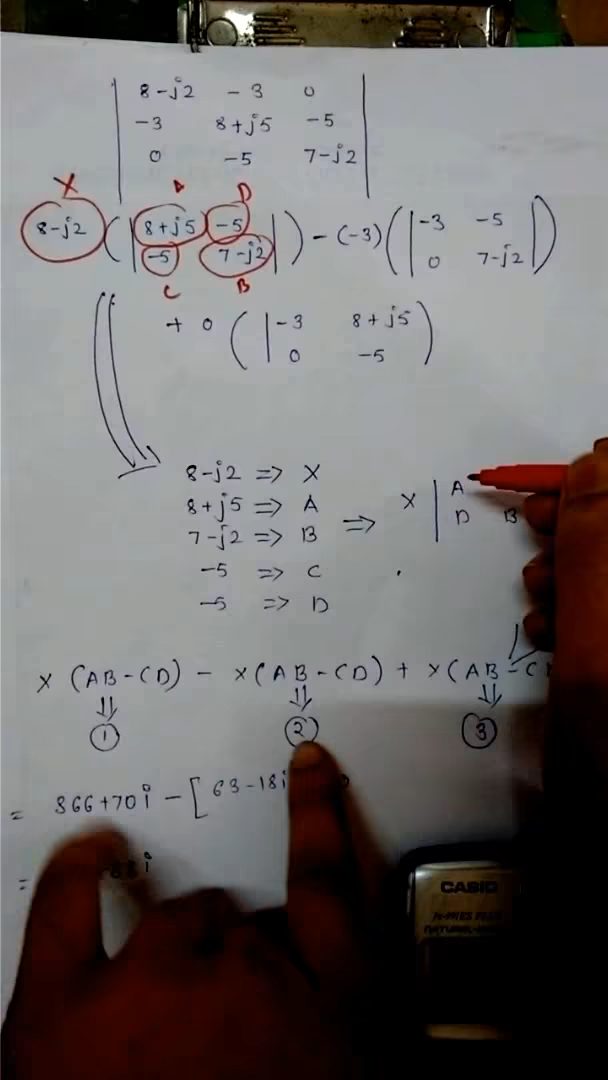 8-j2 -3 0
-3 8+j5 -5
0 -5 7-j2
X A D
8-j2 ( | 8+j5 -5 | ) - (-3) ( | -3 -5 | )
-5 7-j2 0 7-j2
C B
+ 0 ( | -3 8+j5 )
0 -5
8-j2 => X
8+j5 => A
7-j2 => B
-5 => C
-5 => D
=> X | A
D B
X (AB-CD) - X(AB-CD) + X(AB-C
① ② ③
= 866+70i - [ 63-18i
= 88i
CASIO
NATURAL-